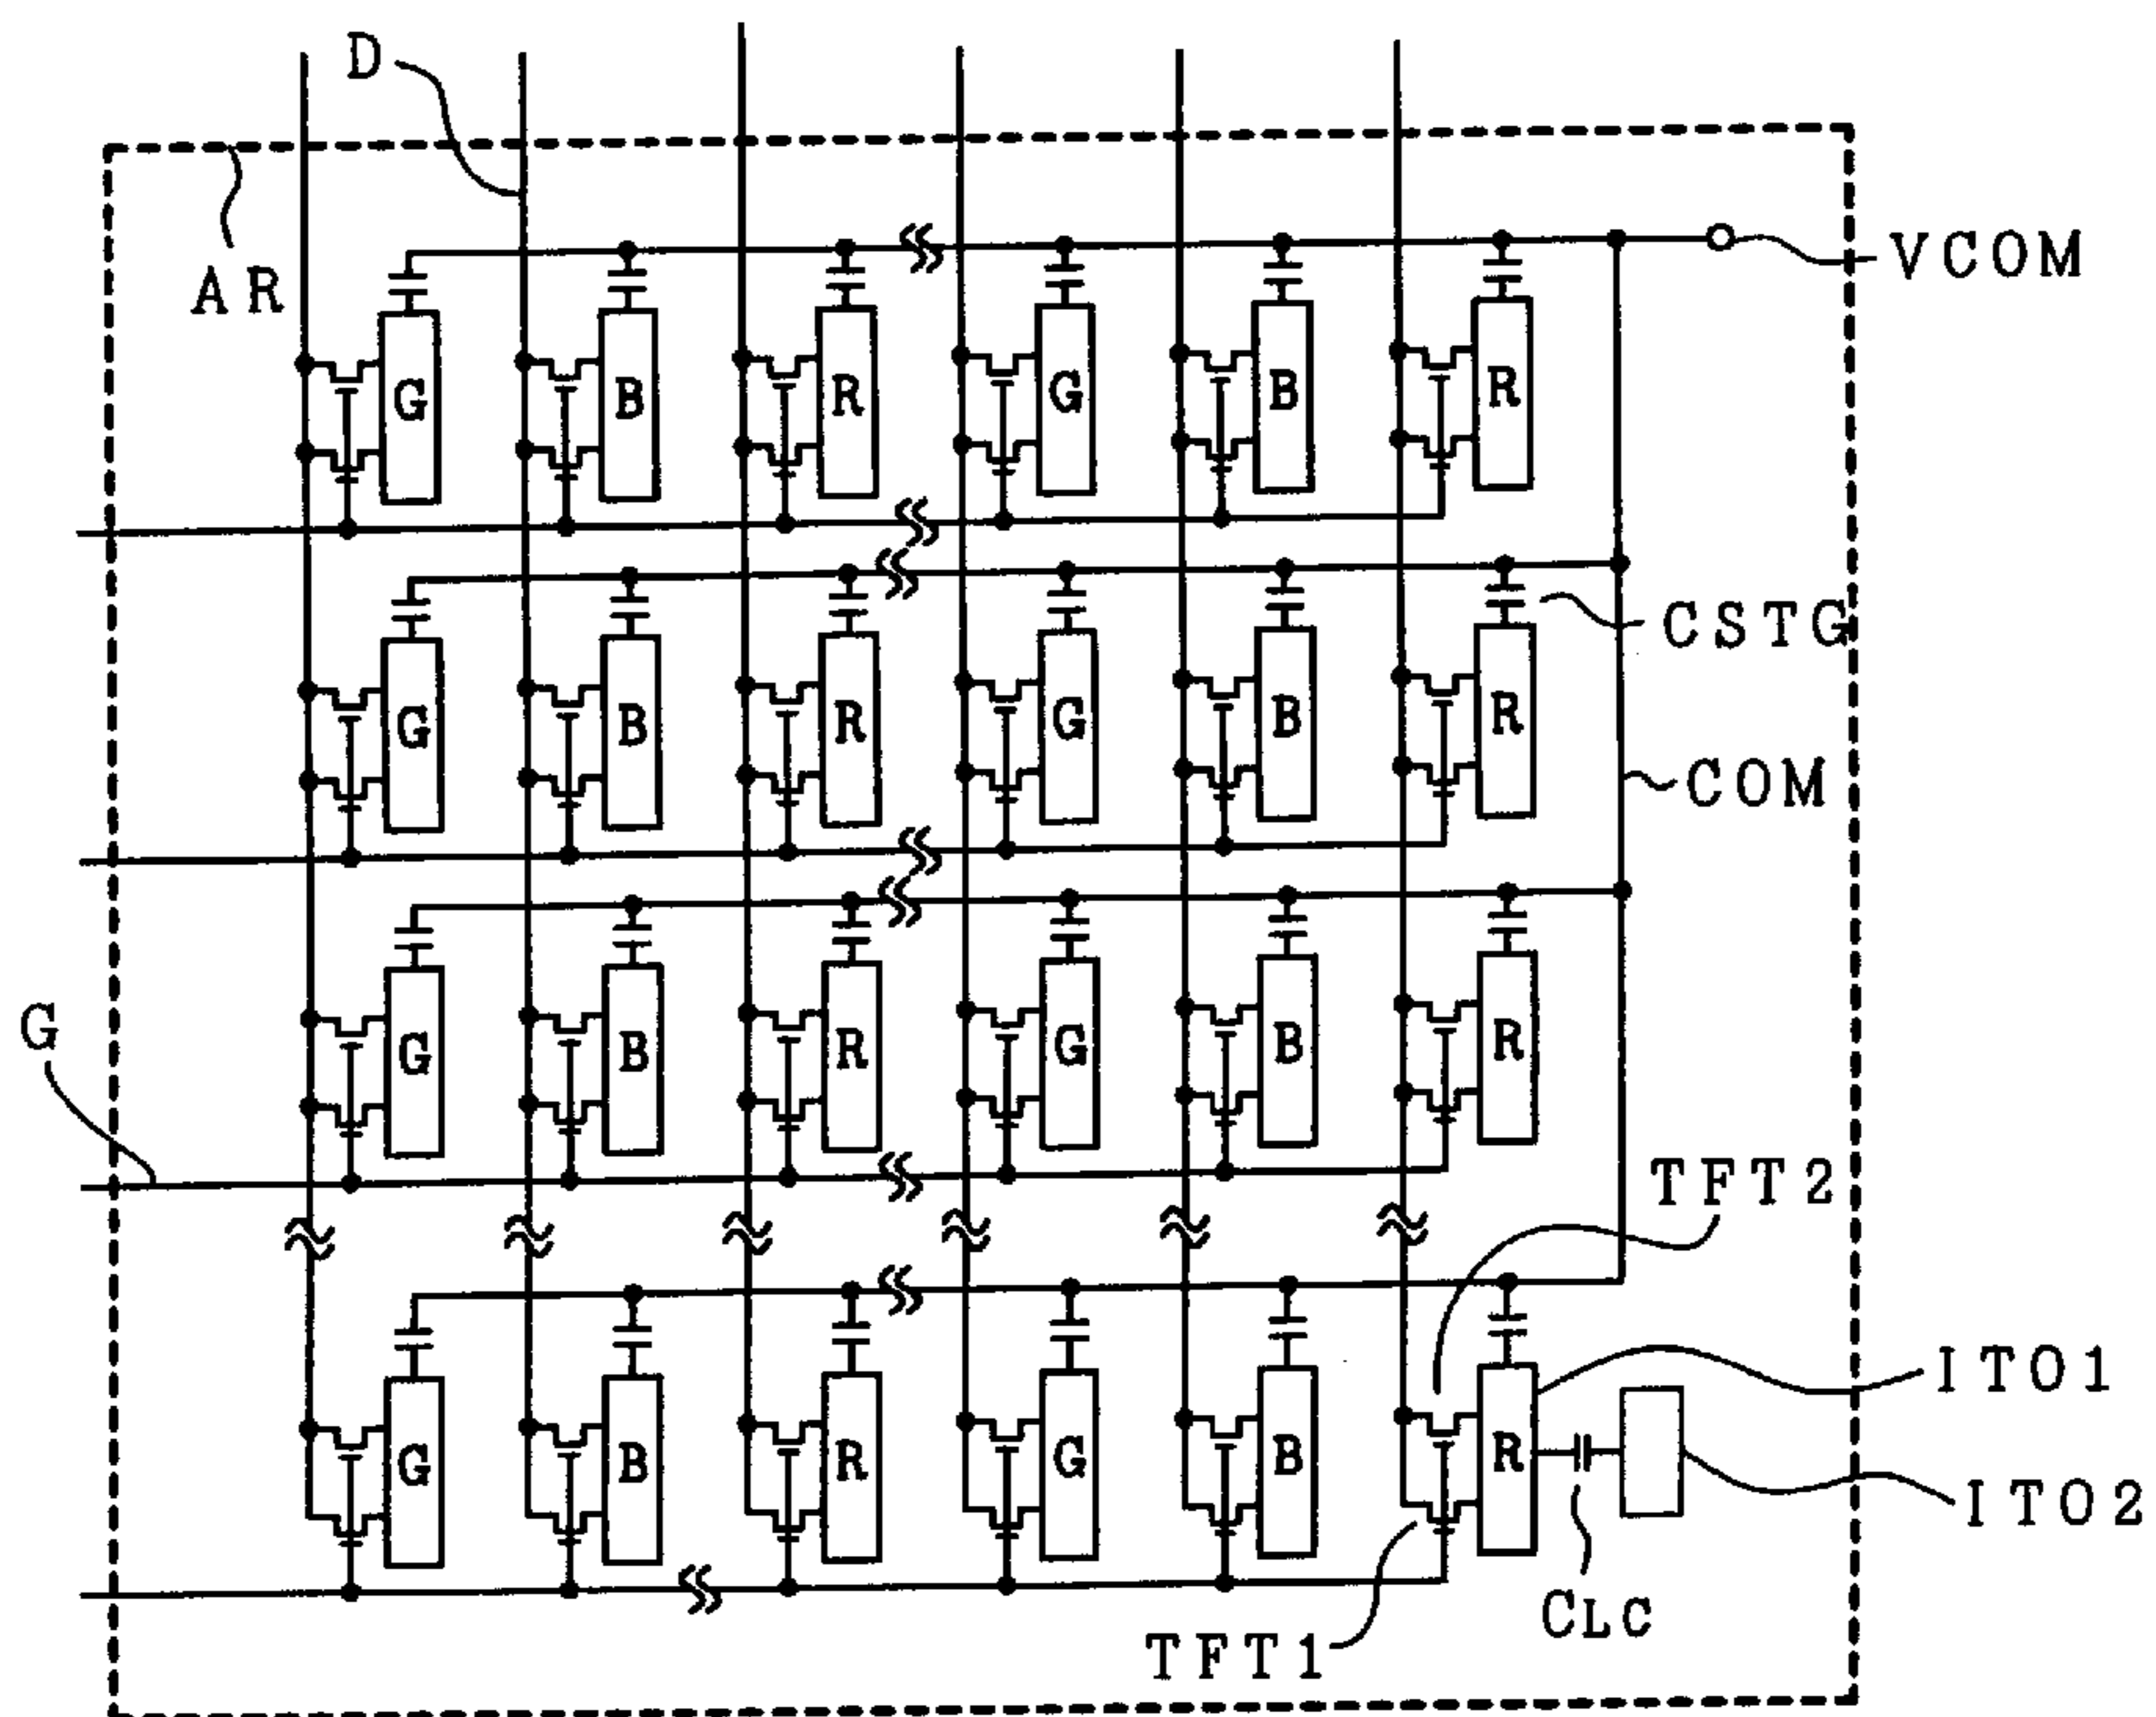 D
VCOM
AR
G B R G B R
CSTG
G B R G B R
COM
G
G B R G B R
TFT2
ITO1
G B R G B R
ITO2
CLC
TFT1